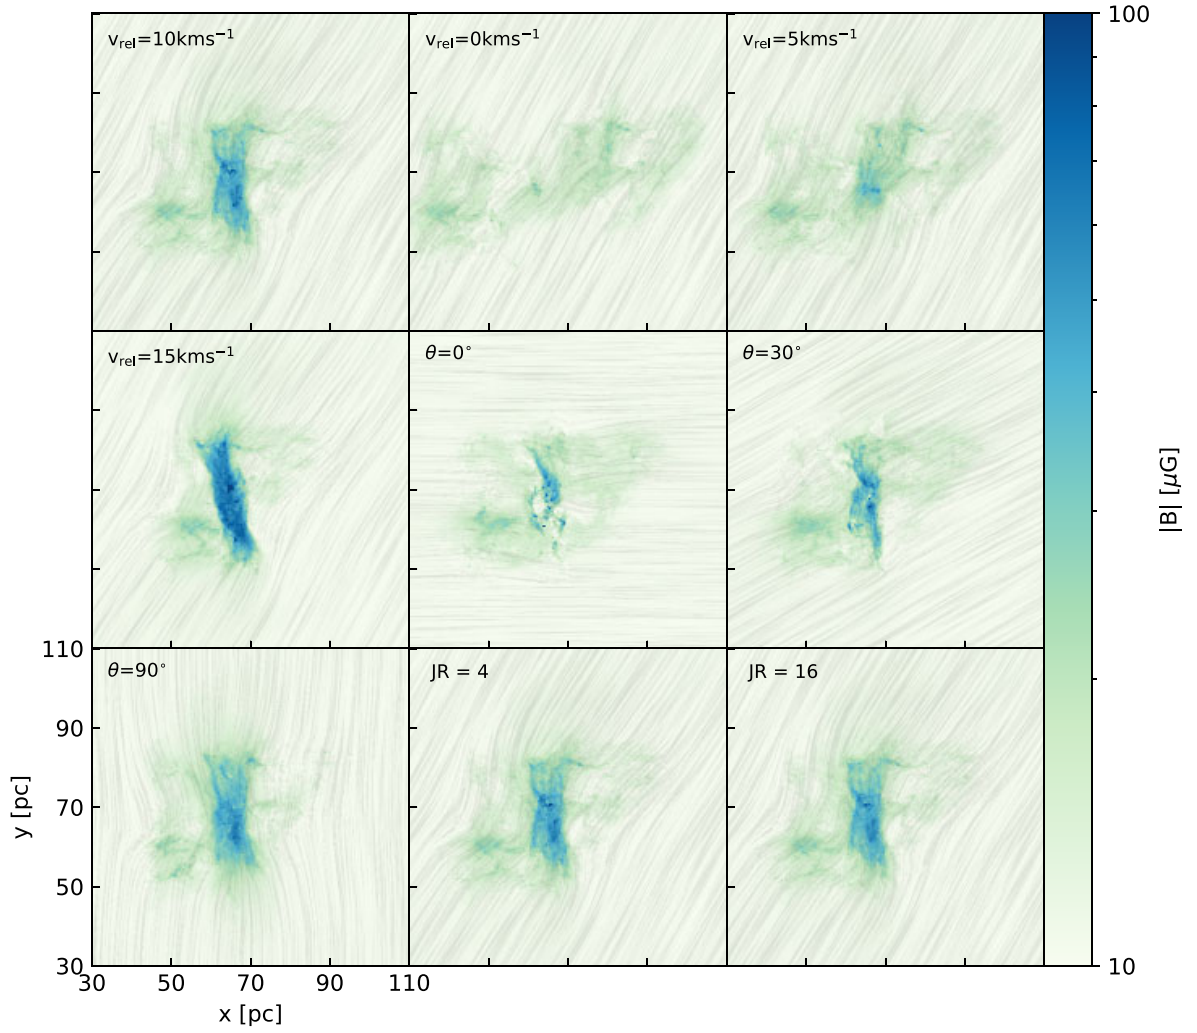 v_rel=10kms⁻¹ v_rel=0kms⁻¹ v_rel=5kms⁻¹ 100
v_rel=15kms⁻¹ θ=0° θ=30°
|B| [μG]
110
θ=90° JR = 4 JR = 16
90
70
y [pc]
50
30 10
30 50 70 90 110
x [pc]